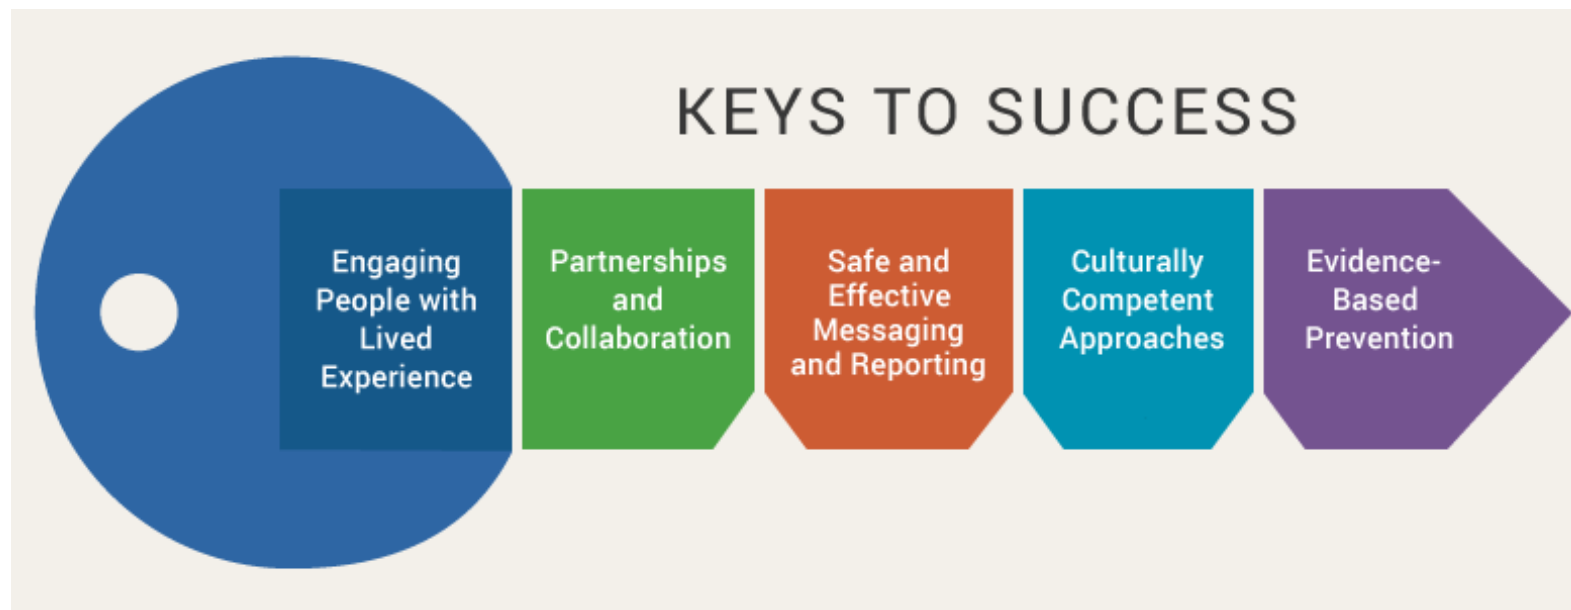 KEYS TO SUCCESS
Engaging
People with
Lived
Experience
Partnerships
and
Collaboration
Safe and
Effective
Messaging
and Reporting
Culturally
Competent
Approaches
Evidence-
Based
Prevention